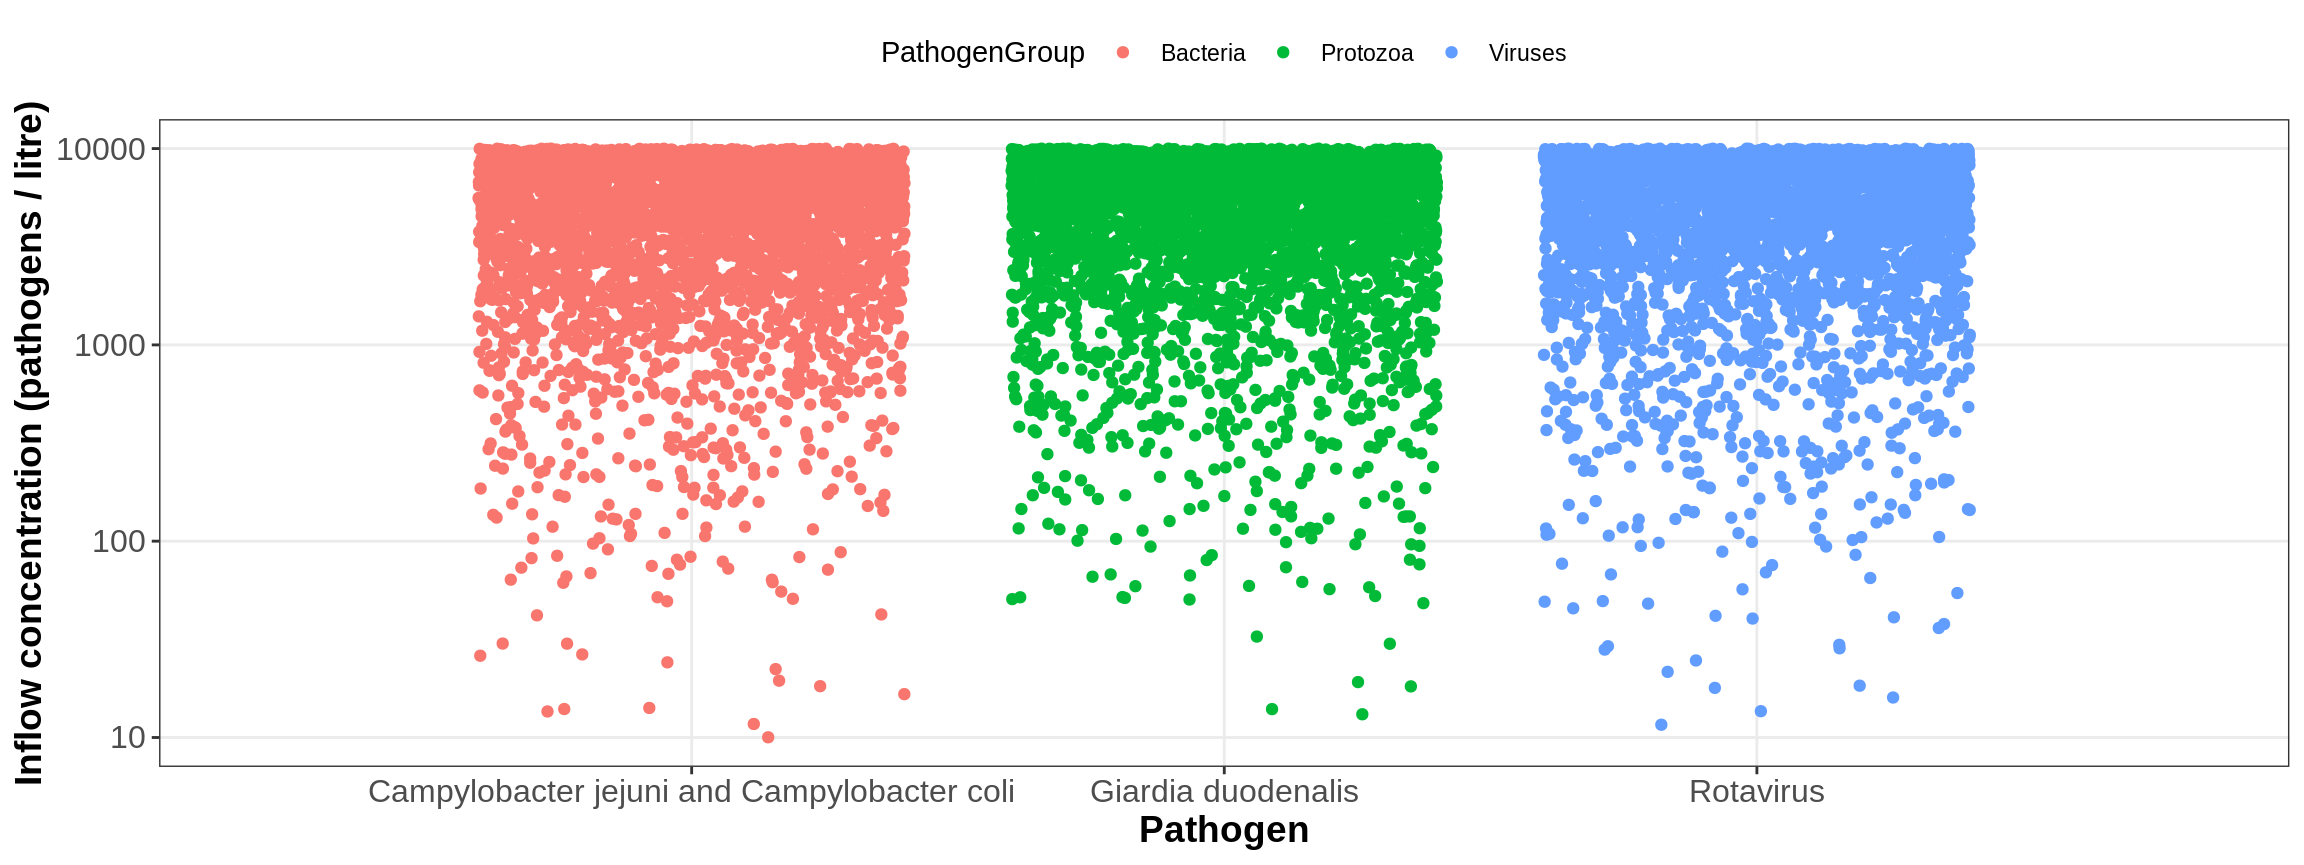 PathogenGroup Bacteria Protozoa Viruses
Inflow concentration (pathogens / litre)
10000
1000
100
10
Campylobacter jejuni and Campylobacter coli Giardia duodenalis Rotavirus
Pathogen